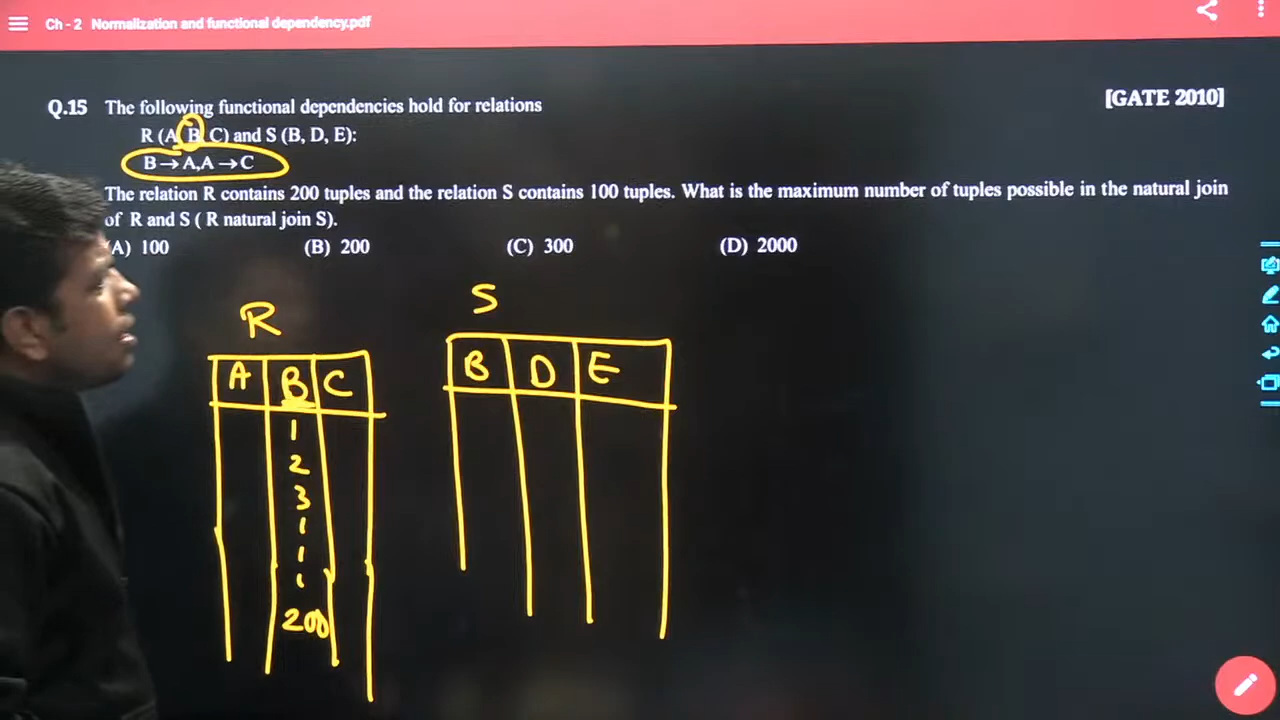 Ch - 2 Normalization and functional dependency.pdf
Q.15 The following functional dependencies hold for relations [GATE 2010]
R (A, B, C) and S (B, D, E):
B → A,A → C
The relation R contains 200 tuples and the relation S contains 100 tuples. What is the maximum number of tuples possible in the natural join
of R and S ( R natural join S).
(A) 100 (B) 200 (C) 300 (D) 2000
R S
A B C B D E
1
2
3
200